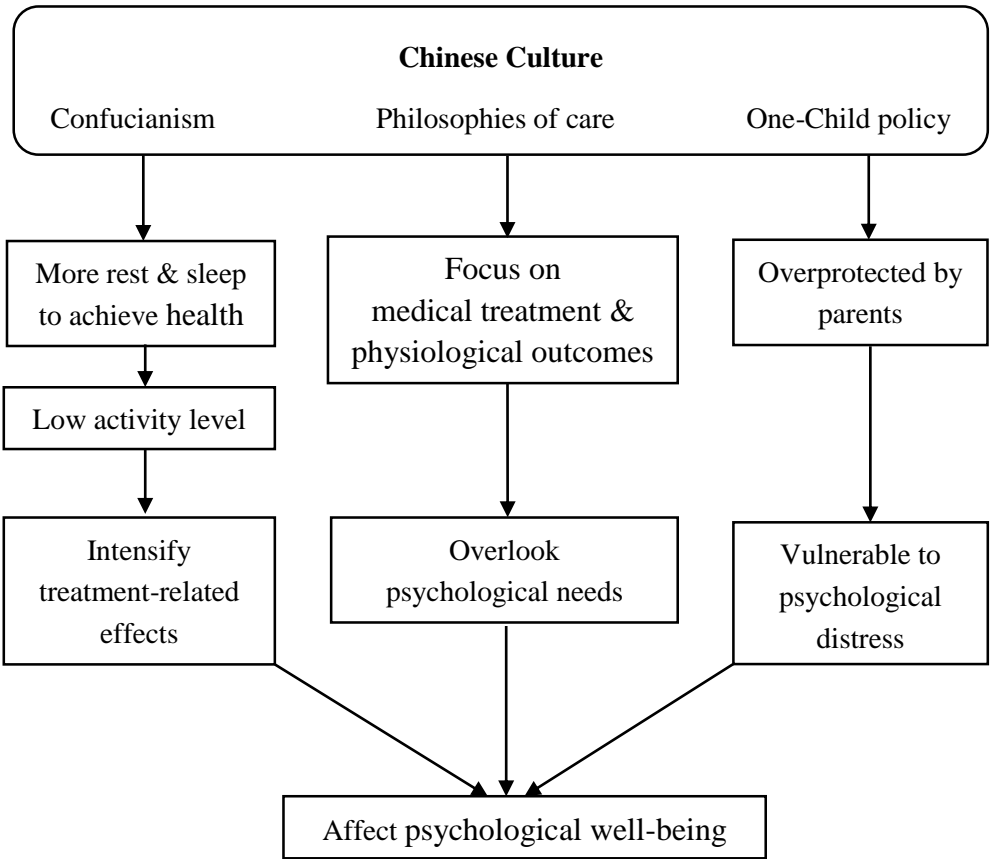 Chinese Culture
Confucianism Philosophies of care One-Child policy
More rest & sleep
to achieve health
Focus on
medical treatment &
physiological outcomes
Overprotected by
parents
Low activity level
Intensify
treatment-related
effects
Overlook
psychological needs
Vulnerable to
psychological
distress
Affect psychological well-being